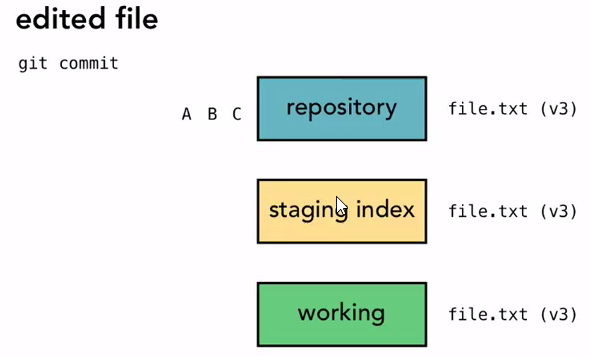 edited file
git commit
A B C repository file.txt (v3)
staging index file.txt (v3)
working file.txt (v3)